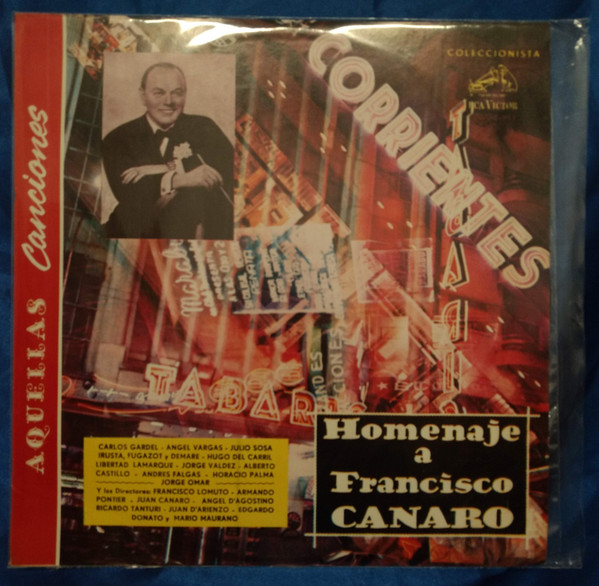 AQUELLAS Canciones
COLECCIONISTA
RCA VICTOR
CORRIENTES
TABARIS
CARLOS GARDEL - ANGEL VARGAS - JULIO SOSA
IRUSTA, FUGAZOT y DEMARE - HUGO DEL CARRIL
LIBERTAD LAMARQUE - JORGE VALDEZ - ALBERTO
CASTILLO - ANDRES FALGAS - HORACIO PALMA
JORGE OMAR
Y los Directores: FRANCISCO LOMUTO - ARMANDO
PONTIER - JUAN CANARO - ANGEL D'AGOSTINO
RICARDO TANTURI - JUAN D'ARIENZO - EDGARDO
DONATO y MARIO MAURANO
Homenaje
a
Francisco
CANARO